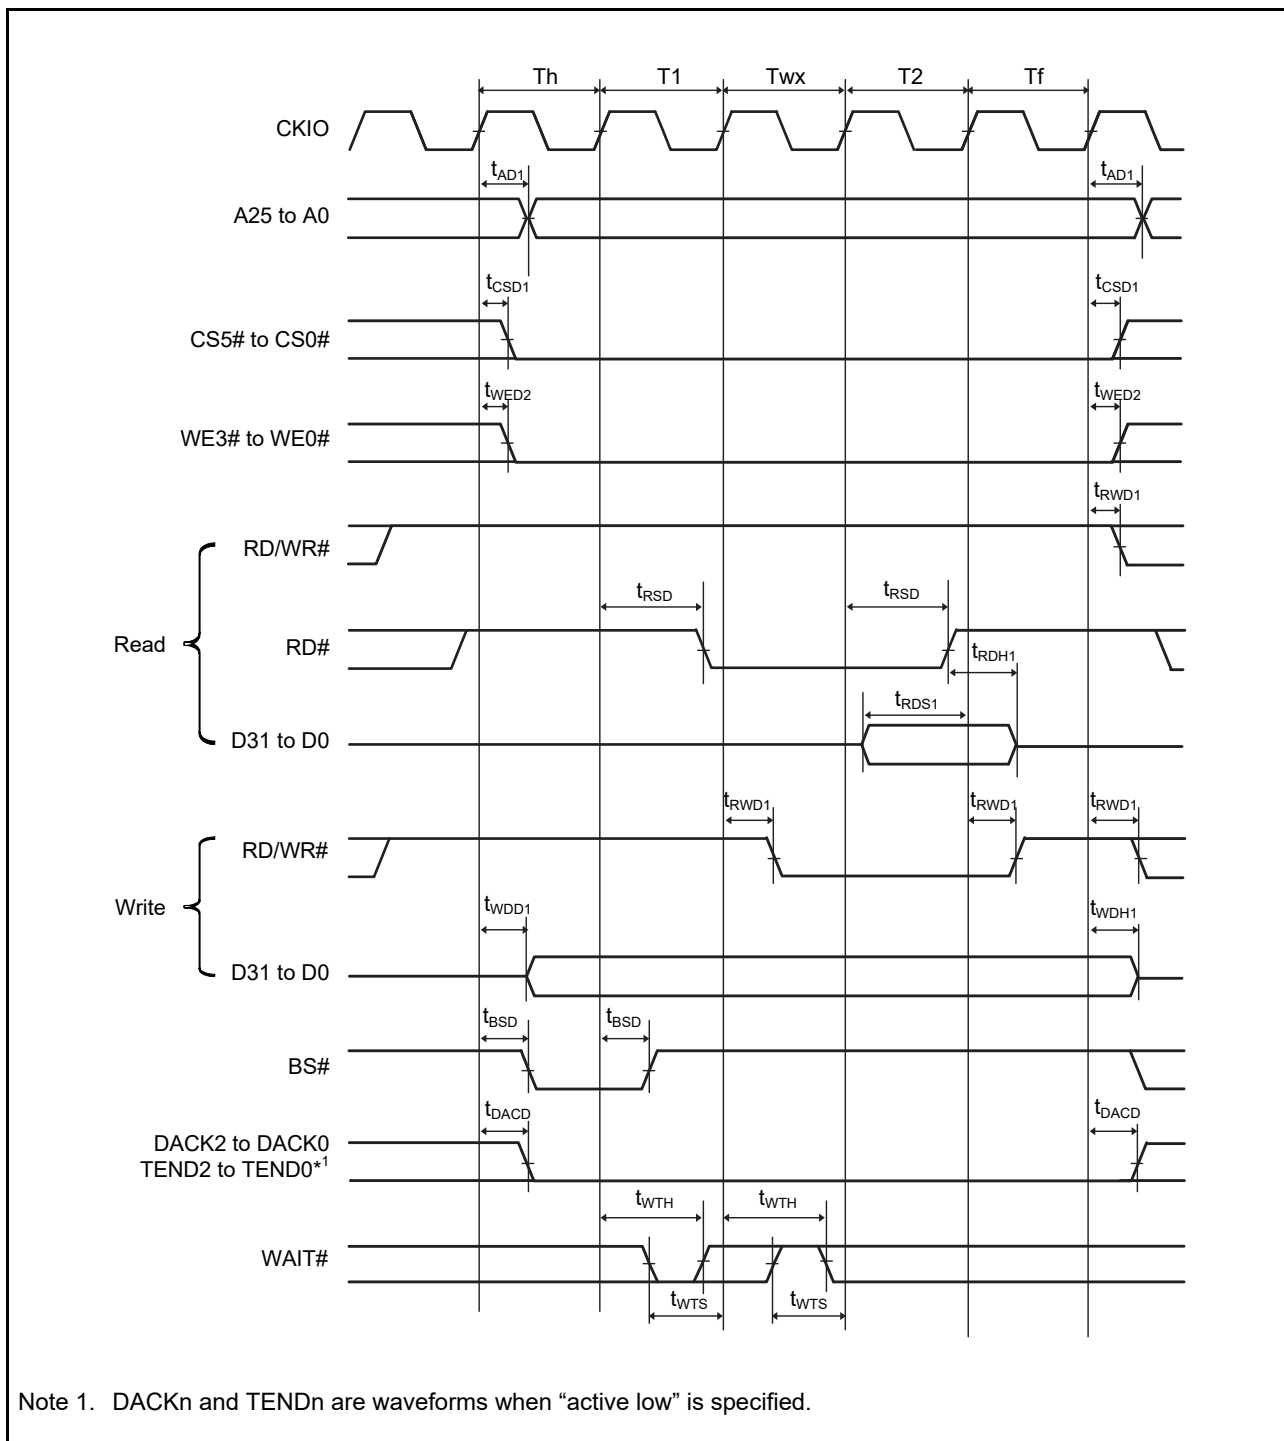 Th T1 Twx T2 Tf
CKIO
tAD1 tAD1
A25 to A0
tCSD1 tCSD1
CS5# to CS0#
tWED2 tWED2
WE3# to WE0#
tRWD1
RD/WR#
tRSD tRSD
Read
RD#
tRDH1
tRDS1
D31 to D0
tRWD1 tRWD1 tRWD1
RD/WR#
Write
tWDD1 tWDH1
D31 to D0
tBSD tBSD
BS#
tDACD tDACD
DACK2 to DACK0
TEND2 to TEND0*1
tWTH tWTH
WAIT#
tWTS tWTS
Note 1. DACKn and TENDn are waveforms when “active low” is specified.